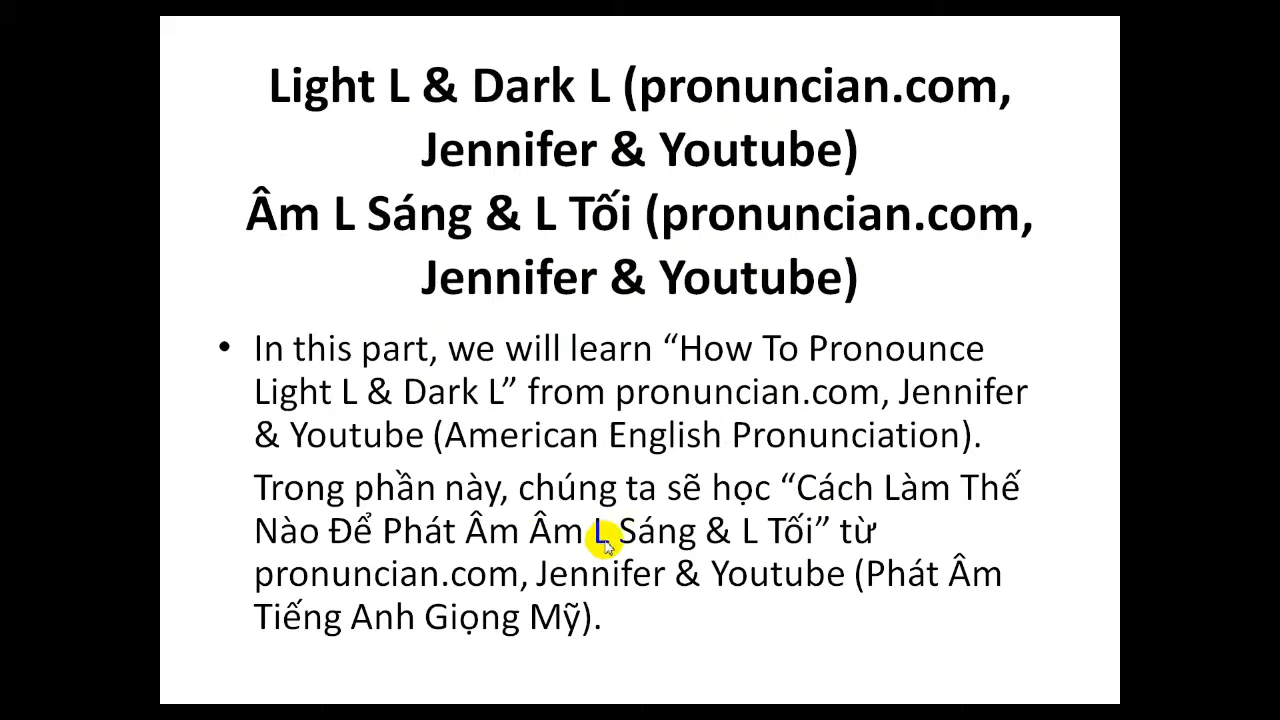 Light L & Dark L (pronuncian.com,
Jennifer & Youtube)
Âm L Sáng & L Tối (pronuncian.com,
Jennifer & Youtube)
• In this part, we will learn “How To Pronounce
Light L & Dark L” from pronuncian.com, Jennifer
& Youtube (American English Pronunciation).
Trong phần này, chúng ta sẽ học “Cách Làm Thế
Nào Để Phát Âm Âm L Sáng & L Tối” từ
pronuncian.com, Jennifer & Youtube (Phát Âm
Tiếng Anh Giọng Mỹ).